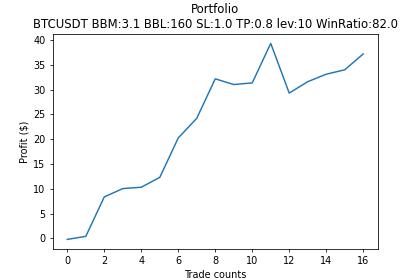 Portfolio
BTCUSDT BBM:3.1 BBL:160 SL:1.0 TP:0.8 lev:10 WinRatio:82.0
40
35
30
25
20
15
10
5
0
Profit ($)
0 2 4 6 8 10 12 14 16
Trade counts